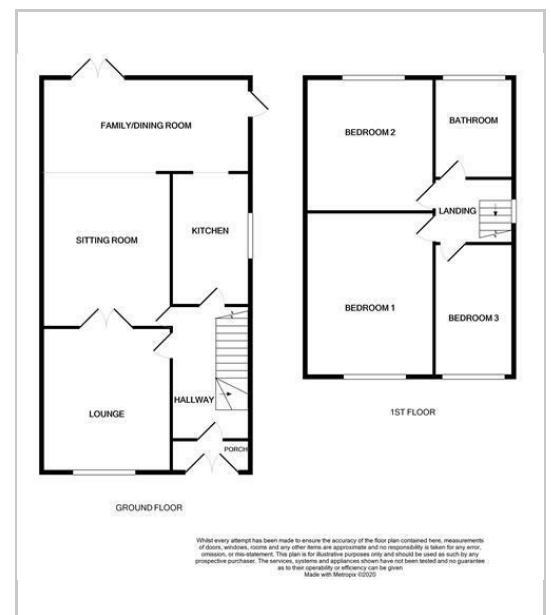 FAMILY/DINING ROOM
SITTING ROOM
KITCHEN
LOUNGE
HALLWAY
PORCH
GROUND FLOOR
BEDROOM 2
BATHROOM
LANDING
BEDROOM 1
BEDROOM 3
1ST FLOOR
Whilst every attempt has been made to ensure the accuracy of the floor plan contained here, measurements
of doors, windows, rooms and any other items are approximate and no responsibility is taken for any error,
omission, or mis-statement. This plan is for illustrative purposes only and should be used as such by any
prospective purchaser. The services, systems and appliances shown have not been tested and no guarantee
as to their operability or efficiency can be given
Made with Metropix ©2020